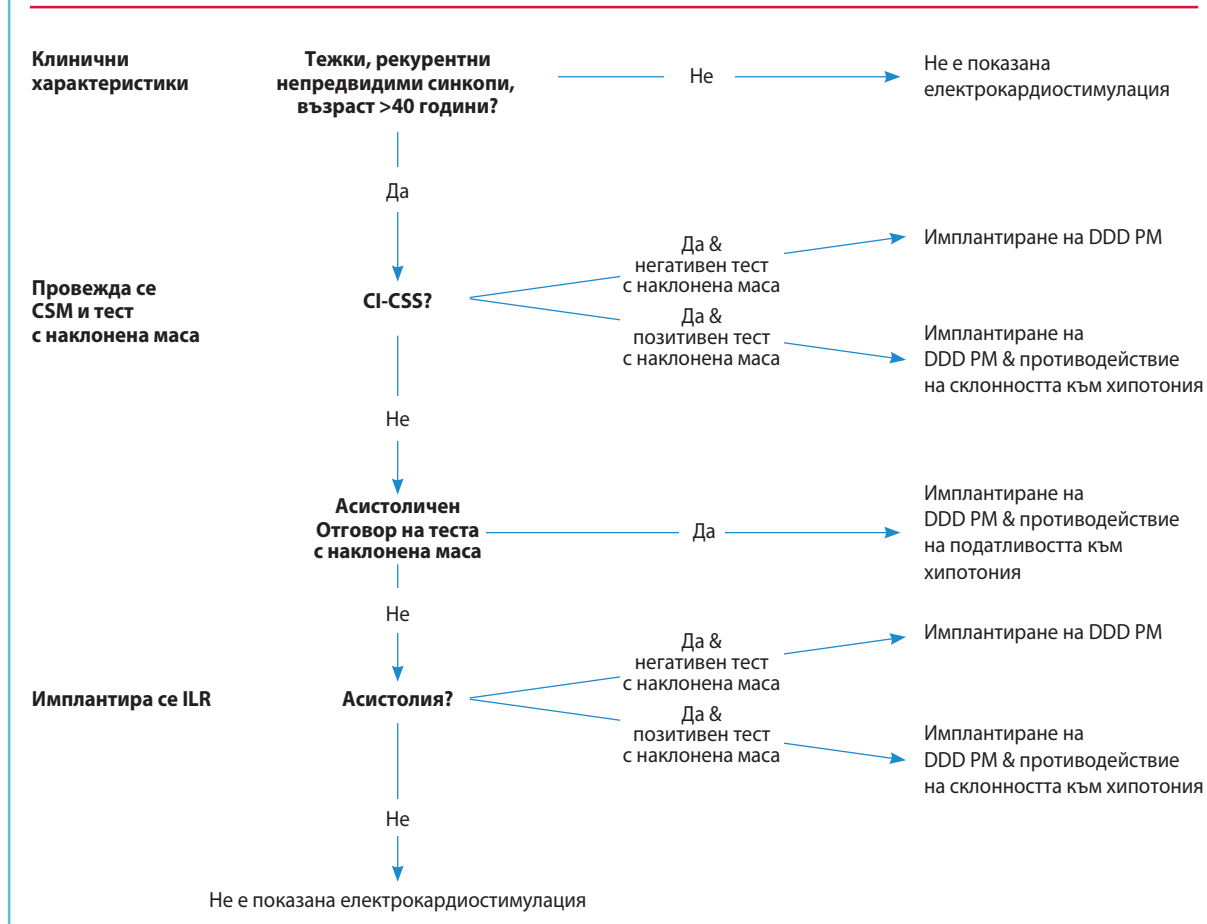 Клинични
характеристики
Тежки, рекурентни
непредвидими синкопи,
възраст >40 години?
Не
Не е показана
електрокардиостимулация
Да
Провежда се
CSM и тест
с наклонена маса
CI-CSS?
Да &
негативен тест
с наклонена маса
Имплантиране на DDD PM
Да &
позитивен тест
с наклонена маса
Имплантиране на
DDD PM & противодействие
на склонността към хипотония
Не
Асистоличен
Отговор на теста
с наклонена маса
Да
Имплантиране на
DDD PM & противодействие
на податливостта към
хипотония
Не
Имплантира се ILR
Асистолия?
Да &
негативен тест
с наклонена маса
Имплантиране на DDD PM
Да &
позитивен тест
с наклонена маса
Имплантиране на
DDD PM & противодействие
на склонността към хипотония
Не
Не е показана електрокардиостимулация